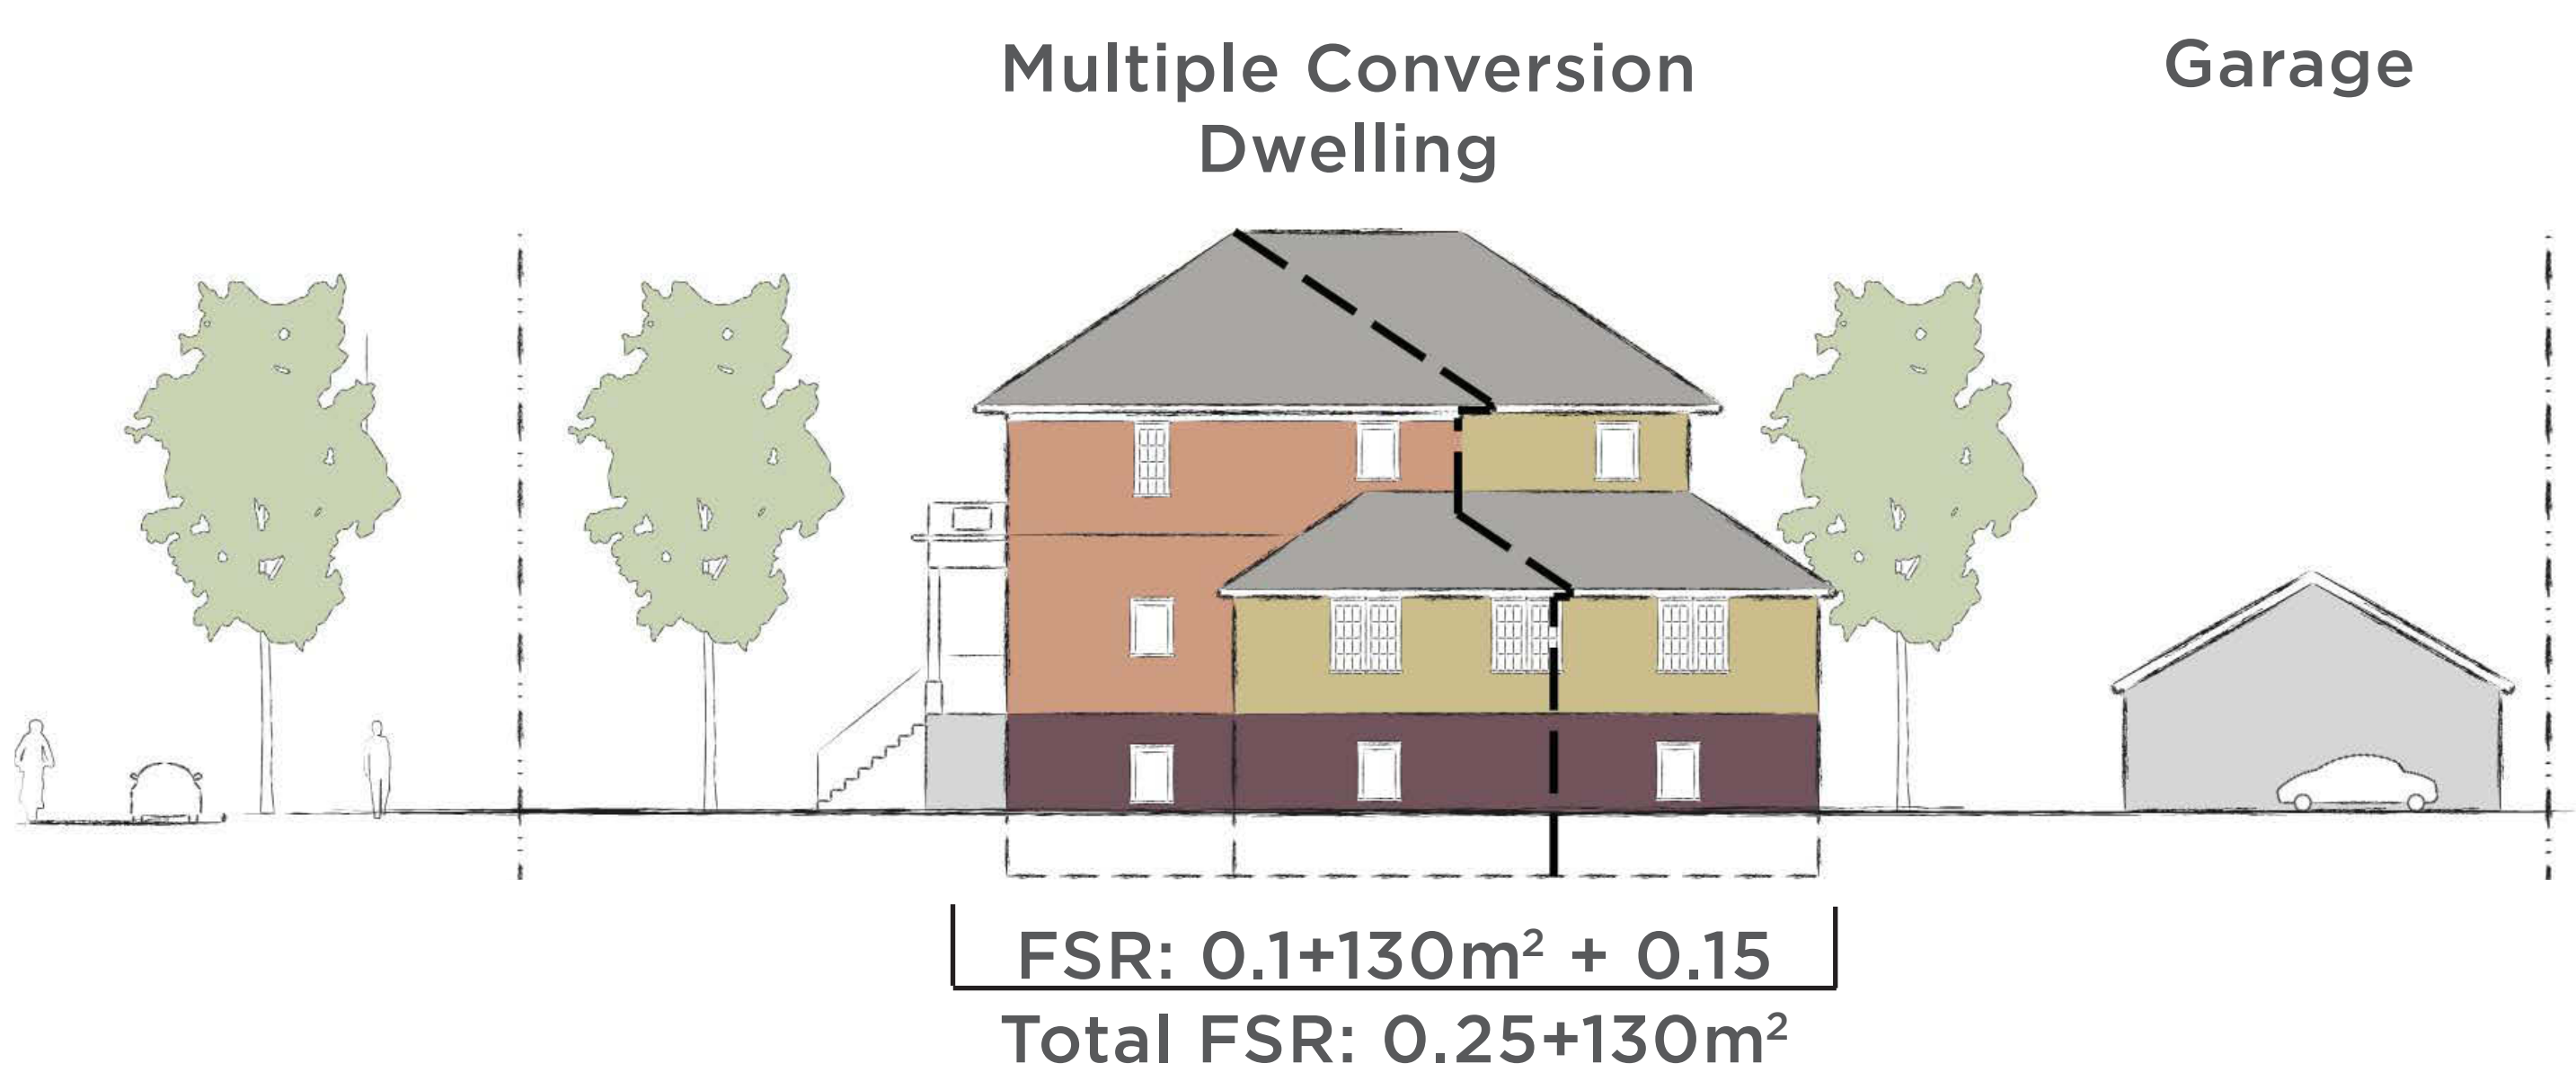 Multiple Conversion
Dwelling
Garage
FSR: 0.1+130m² + 0.15
Total FSR: 0.25+130m²